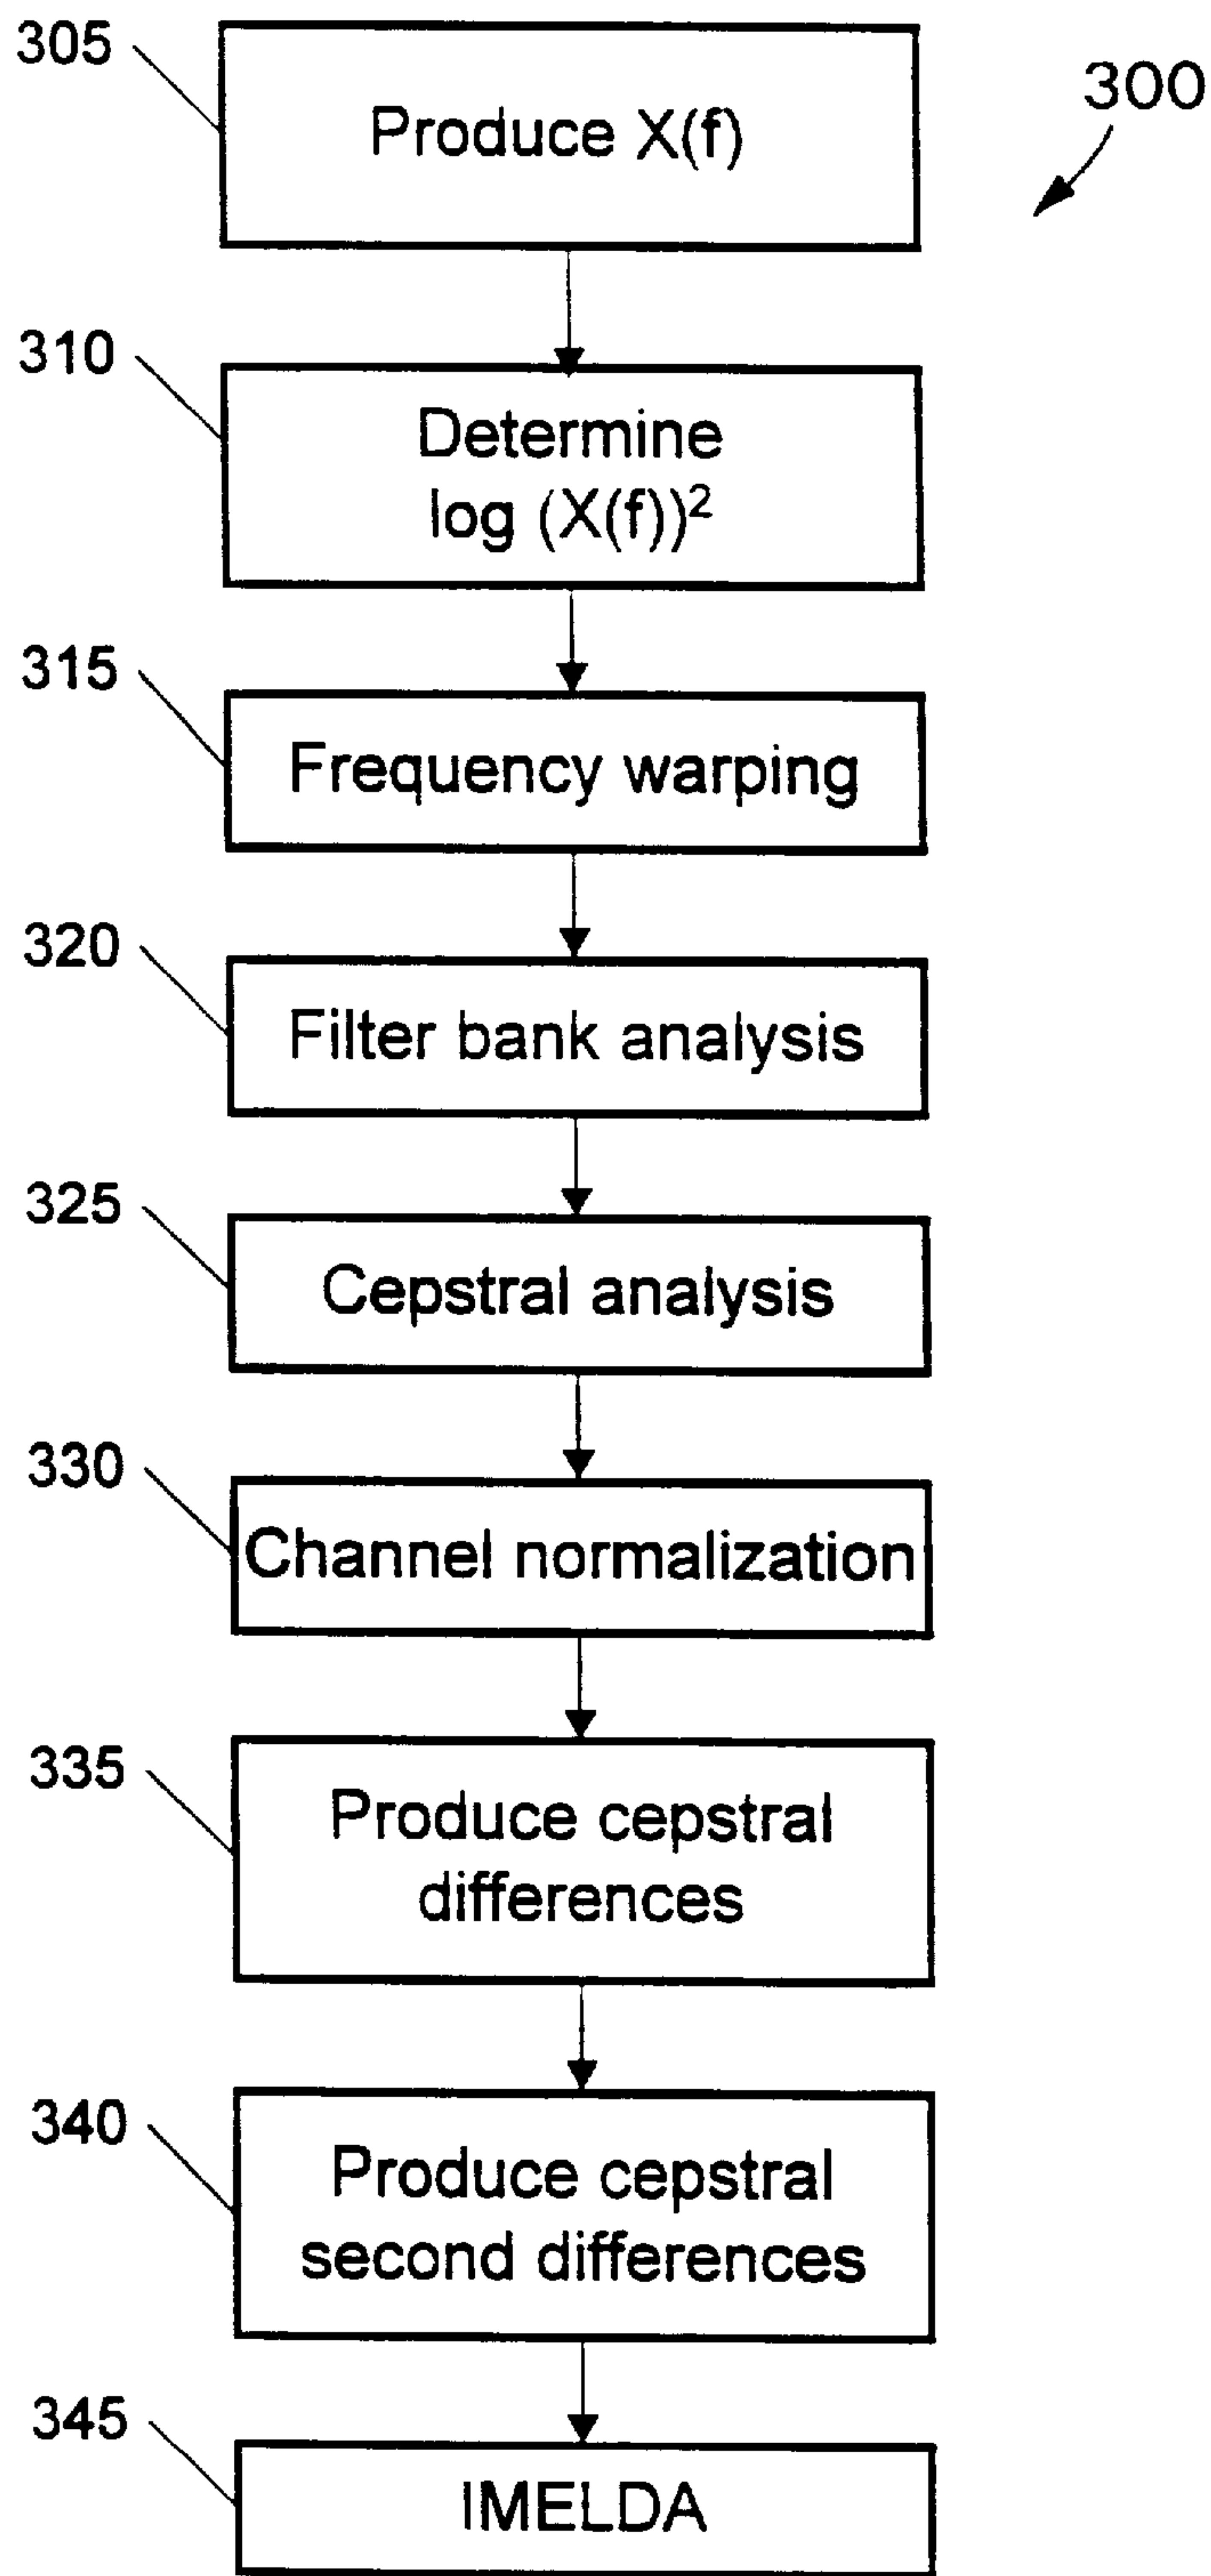 305
300
Produce X(f)
310
Determine
log (X(f))²
315
Frequency warping
320
Filter bank analysis
325
Cepstral analysis
330
Channel normalization
335
Produce cepstral
differences
340
Produce cepstral
second differences
345
IMELDA